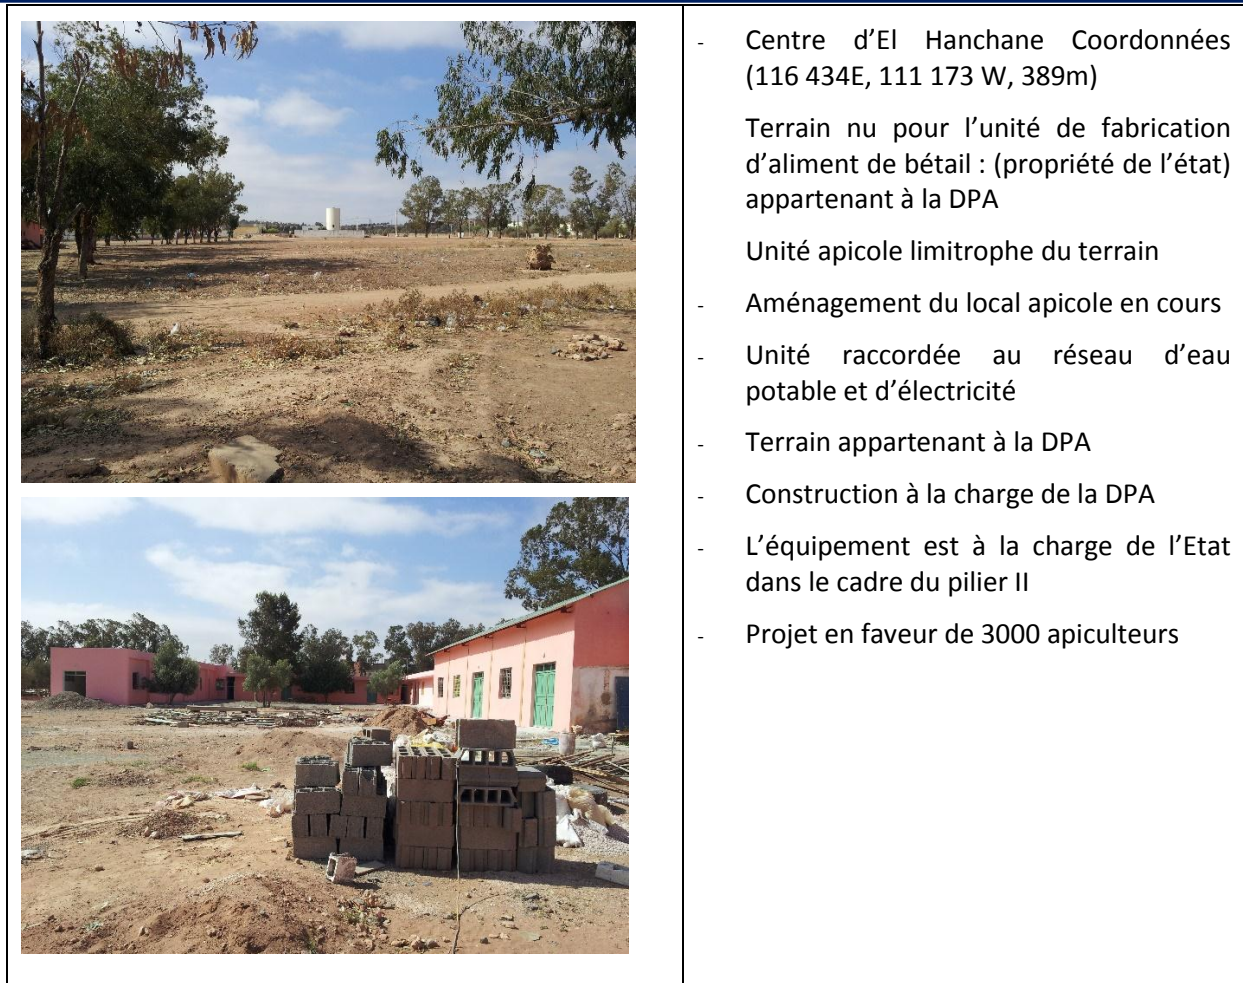 - Centre d’El Hanchane Coordonnées
(116 434E, 111 173 W, 389m)
Terrain nu pour l’unité de fabrication
d’aliment de bétail : (propriété de l’état)
appartenant à la DPA
Unité apicole limitrophe du terrain
- Aménagement du local apicole en cours
- Unité raccordée au réseau d’eau
potable et d’électricité
- Terrain appartenant à la DPA
- Construction à la charge de la DPA
- L’équipement est à la charge de l’Etat
dans le cadre du pilier II
- Projet en faveur de 3000 apiculteurs